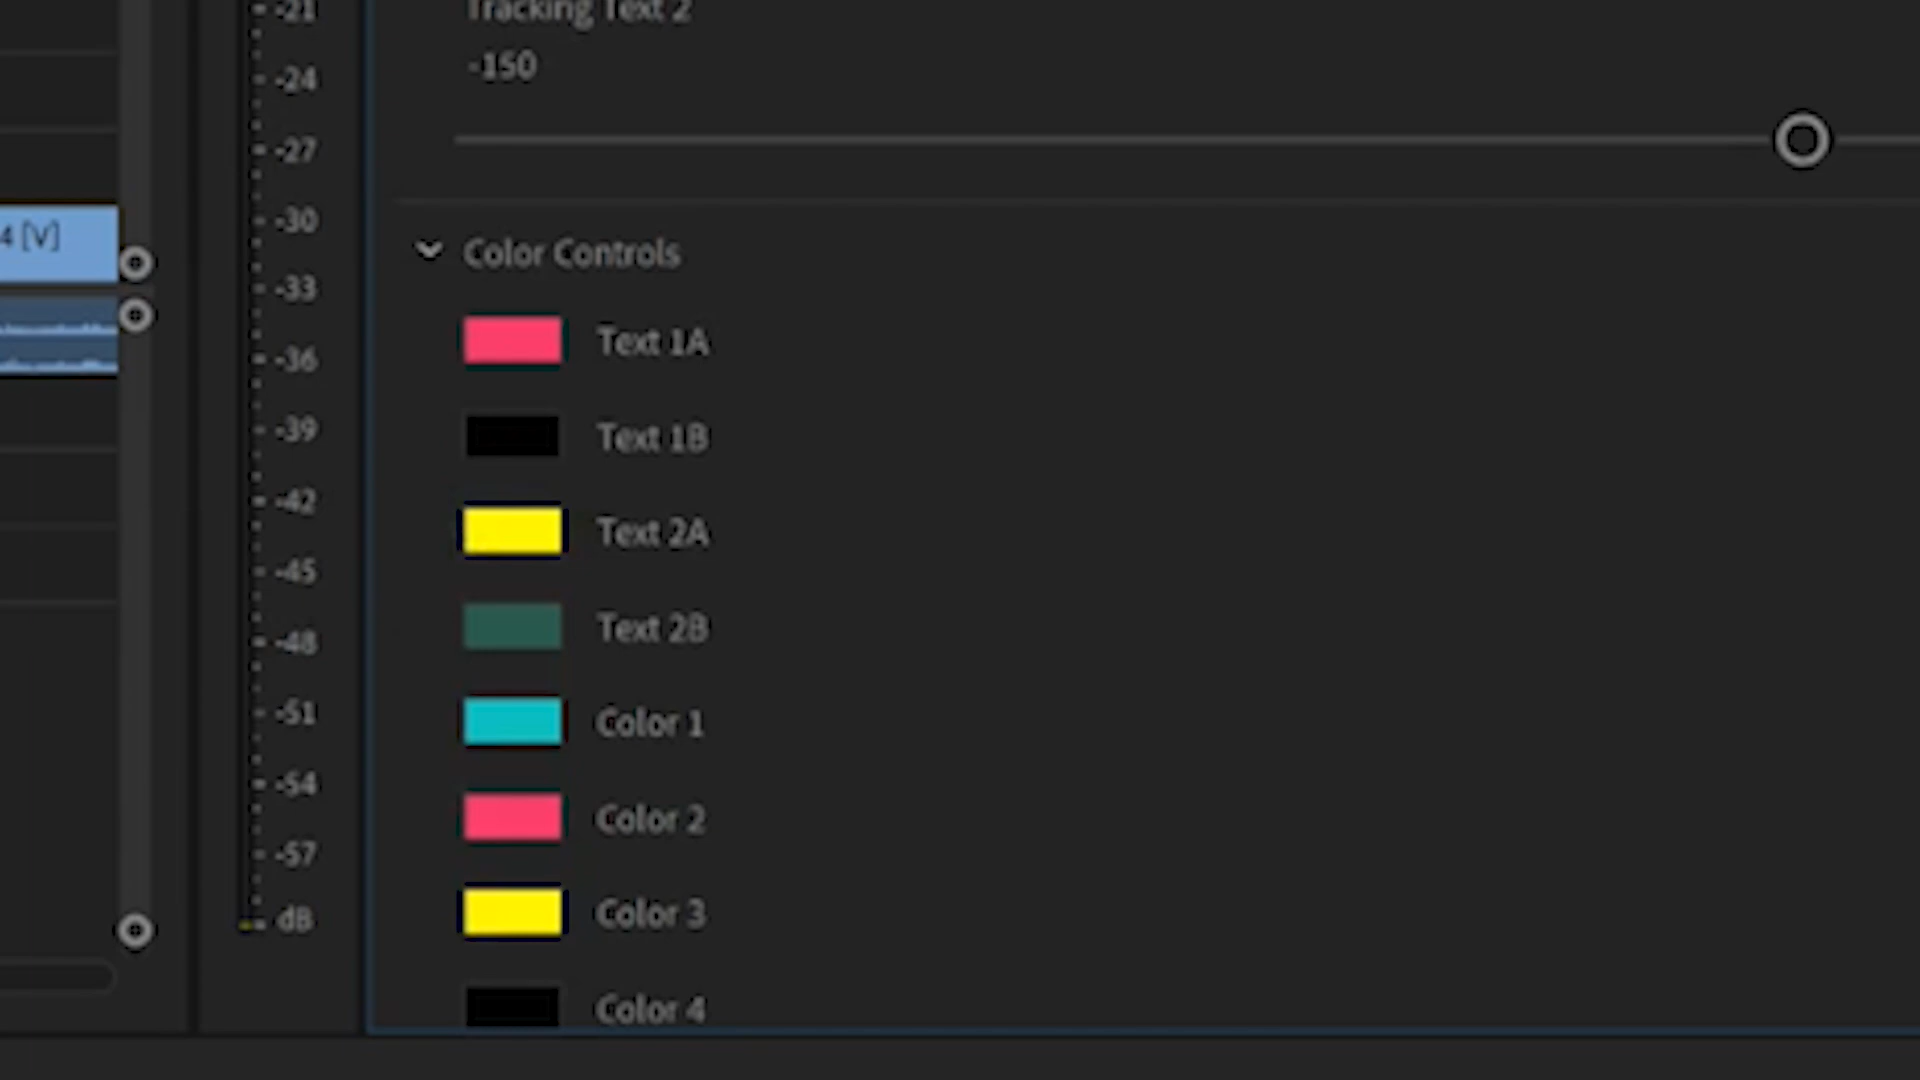 Tracking Text 2
-150
Color Controls
Text 1A
Text 1B
Text 2A
Text 2B
Color 1
Color 2
Color 3
Color 4
4 [V]
-21
-24
-27
-30
-33
-36
-39
-42
-45
-48
-51
-54
-57
dB